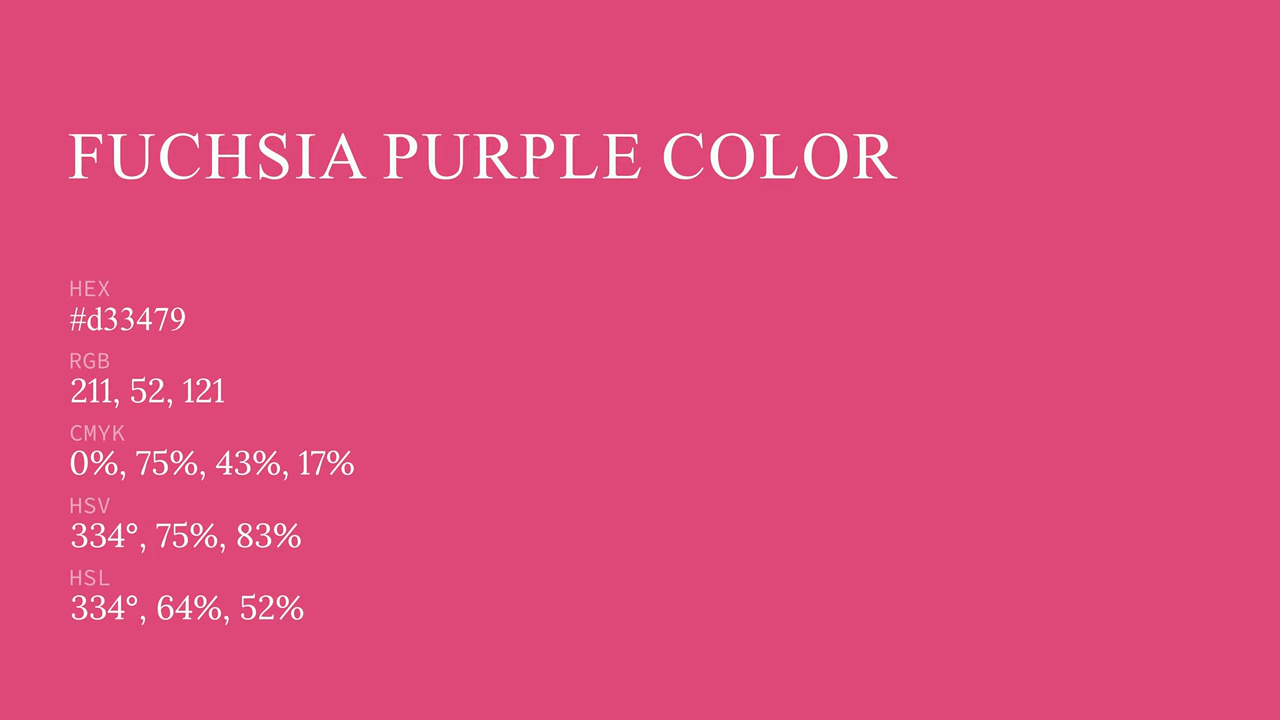 FUCHSIA PURPLE COLOR
HEX
#d33479
RGB
211, 52, 121
CMYK
0%, 75%, 43%, 17%
HSV
334°, 75%, 83%
HSL
334°, 64%, 52%